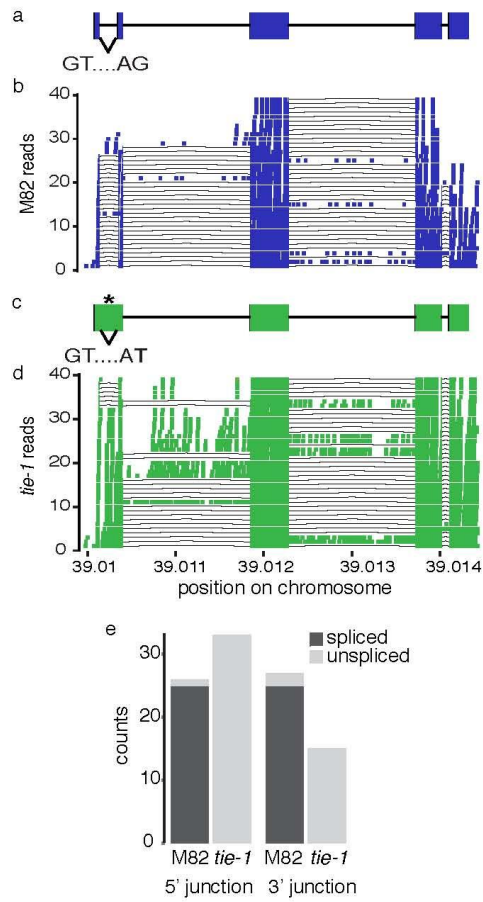 a
GT....AG
b
40
30
20
10
0
M82 reads
c
*
GT....AT
d
40
30
20
10
0
tie-1 reads
39.01 39.011 39.012 39.013 39.014
position on chromosome
e
spliced
unspliced
30
20
10
0
counts
M82 tie-1 M82 tie-1
5' junction 3' junction